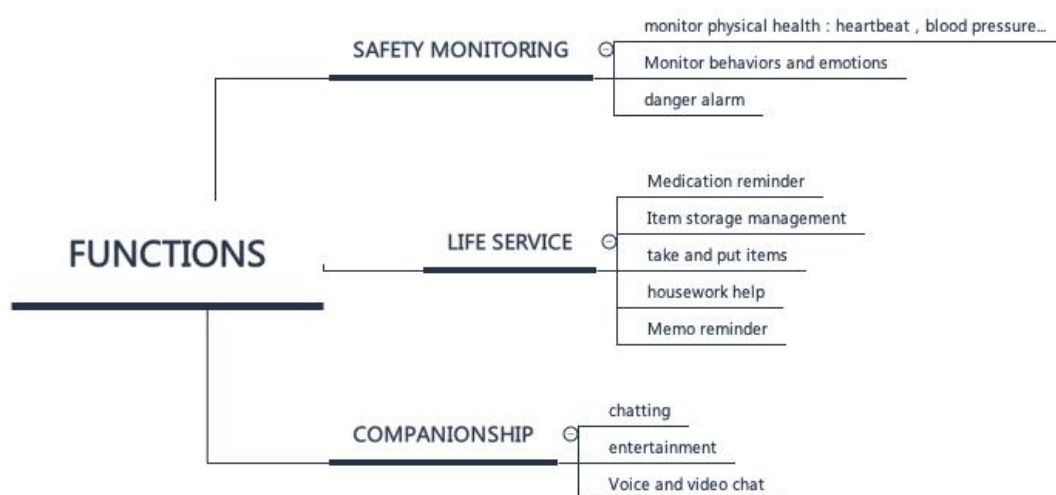 monitor physical health : heartbeat , blood pressure...
SAFETY MONITORING
Monitor behaviors and emotions
danger alarm
Medication reminder
Item storage management
FUNCTIONS
LIFE SERVICE
take and put items
housework help
Memo reminder
chatting
COMPANIONSHIP
entertainment
Voice and video chat